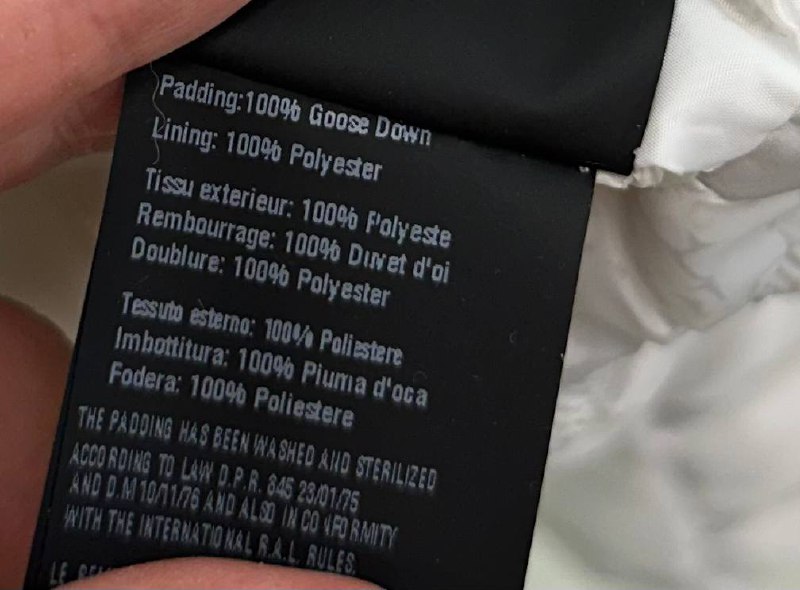 Padding:100% Goose Down
Lining: 100% Polyester
Tissu exterieur: 100% Polyeste
Rembourrage: 100% Duvet d'oi
Doublure: 100% Polyester
Tessuto esterno: 100% Poliestere
Imbottitura: 100% Piuma d'oca
Fodera: 100% Poliestere
THE PADDING HAS BEEN WASHED AND STERILIZED
ACCORDING TO LAW D.P.R. 845 23/01/75
AND D.M 10/11/76 AND ALSO IN CONFORMITY
WITH THE INTERNATIONAL R.A.L. RULES.
LE